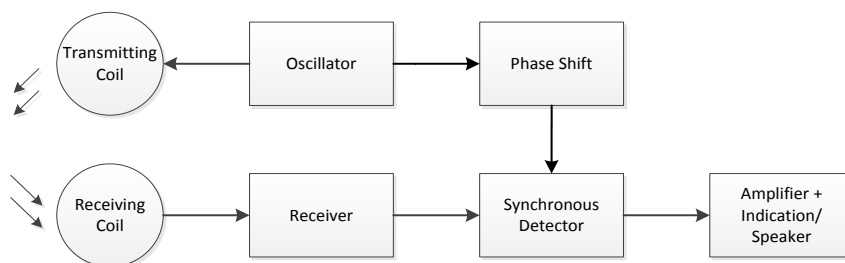 Transmitting
Coil
Oscillator
Phase Shift
Receiving
Coil
Receiver
Synchronous
Detector
Amplifier +
Indication/
Speaker